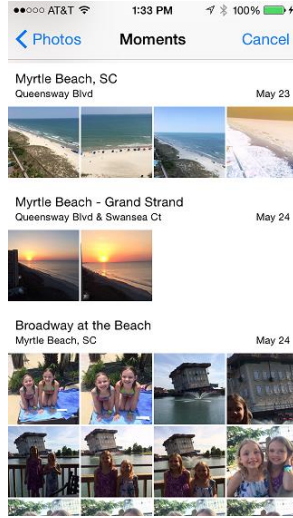 AT&T 1:33 PM 100%
Photos Moments Cancel
Myrtle Beach, SC
Queensway Blvd May 23
Myrtle Beach - Grand Strand
Queensway Blvd & Swansea Ct May 24
Broadway at the Beach
Myrtle Beach, SC May 24